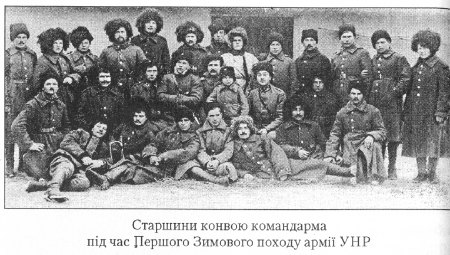 Старшини конвою командарма
під час Першого Зимового походу армії УНР